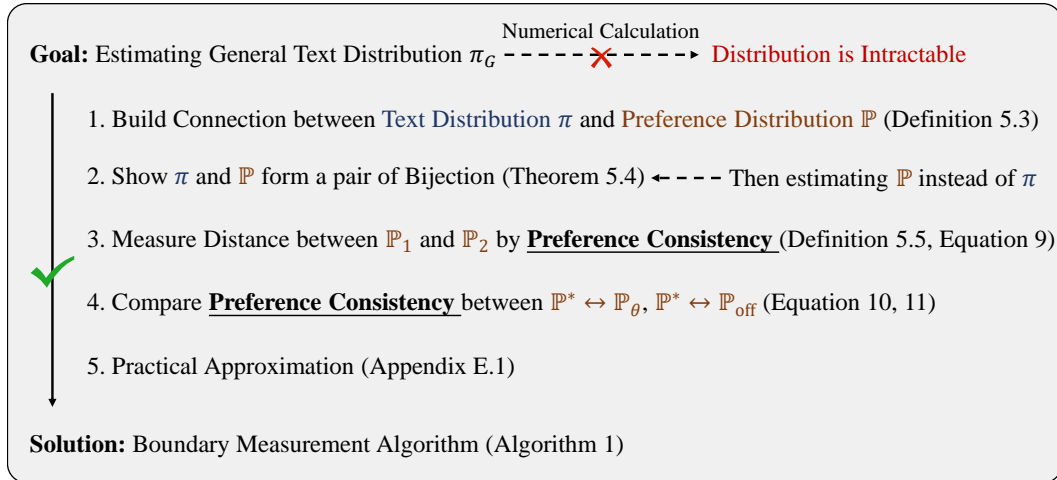 Numerical Calculation
Goal: Estimating General Text Distribution π_G Distribution is Intractable
1. Build Connection between Text Distribution π and Preference Distribution ℙ (Definition 5.3)
2. Show π and ℙ form a pair of Bijection (Theorem 5.4) Then estimating ℙ instead of π
3. Measure Distance between ℙ₁ and ℙ₂ by Preference Consistency (Definition 5.5, Equation 9)
4. Compare Preference Consistency between ℙ* ↔ ℙ_θ, ℙ* ↔ ℙ_off (Equation 10, 11)
5. Practical Approximation (Appendix E.1)
Solution: Boundary Measurement Algorithm (Algorithm 1)